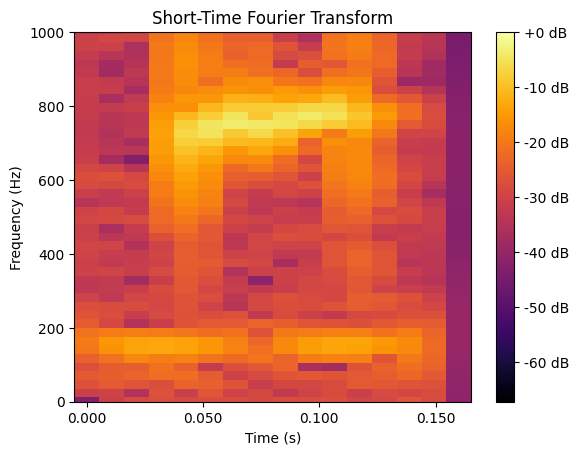 Short-Time Fourier Transform
1000
800
600
400
200
0
Frequency (Hz)
0.000
0.050
0.100
0.150
Time (s)
+0 dB
-10 dB
-20 dB
-30 dB
-40 dB
-50 dB
-60 dB